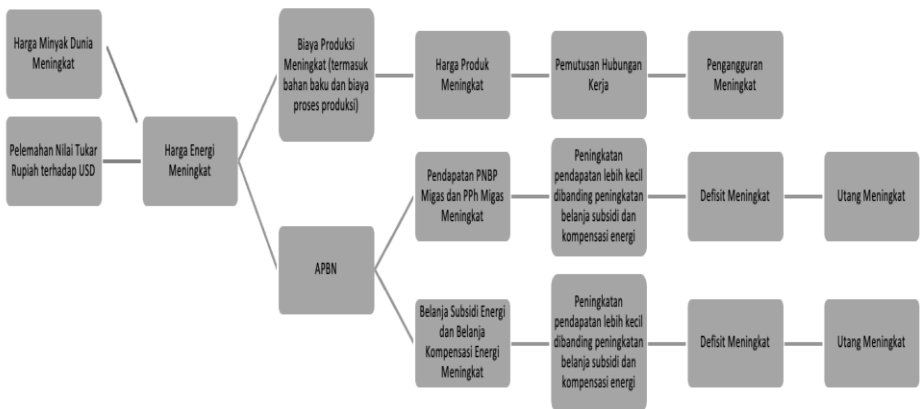 Harga Minyak Dunia
Meningkat
Pelemahan Nilai Tukar
Rupiah terhadap USD
Harga Energi
Meningkat
Biaya Produksi
Meningkat (termasuk
bahan baku dan biaya
proses produksi)
Harga Produk
Meningkat
Pemutusan Hubungan
Kerja
Pengangguran
Meningkat
APBN
Pendapatan PNBP
Migas dan PPh Migas
Meningkat
Peningkatan
pendapatan lebih kecil
dibanding peningkatan
belanja subsidi dan
kompensasi energi
Defisit Meningkat
Utang Meningkat
Belanja Subsidi Energi
dan Belanja
Kompensasi Energi
Meningkat
Peningkatan
pendapatan lebih kecil
dibanding peningkatan
belanja subsidi dan
kompensasi energi
Defisit Meningkat
Utang Meningkat